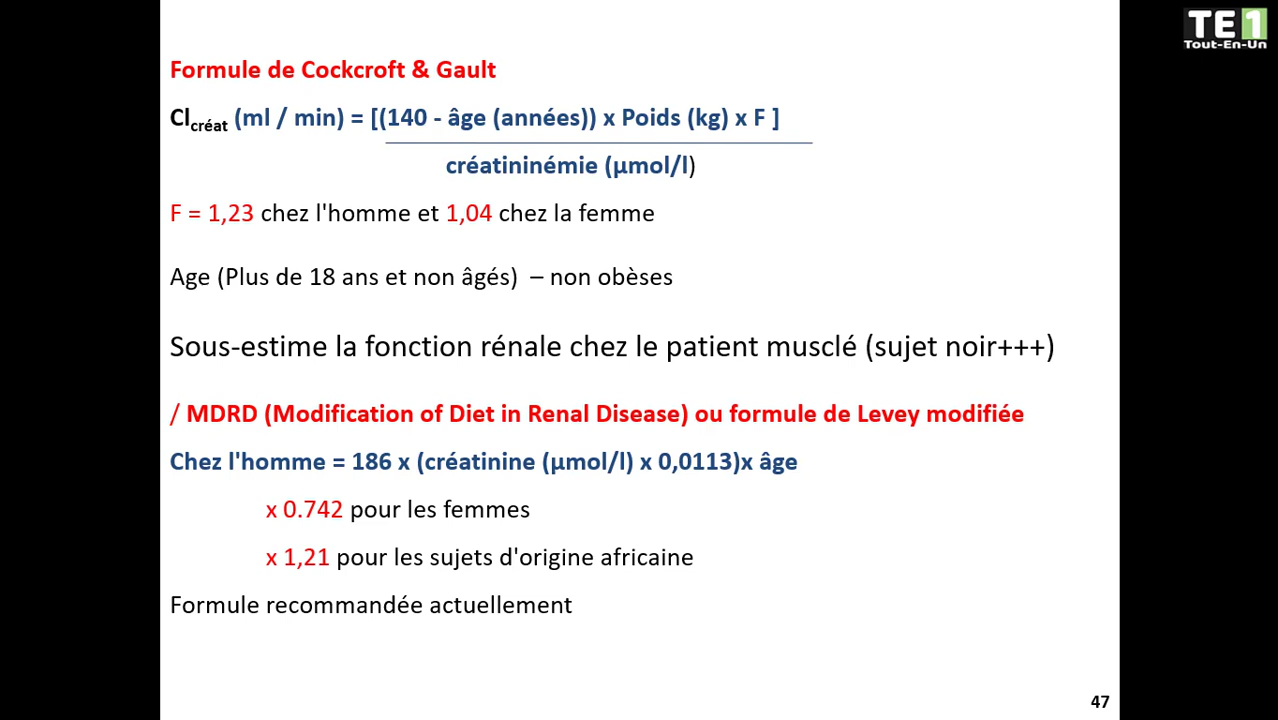 TE1
Tout-En-Un
Formule de Cockcroft & Gault
Clcréat (ml / min) = [(140 - âge (années)) x Poids (kg) x F ]
créatininémie (µmol/l)
F = 1,23 chez l'homme et 1,04 chez la femme
Age (Plus de 18 ans et non âgés) – non obèses
Sous-estime la fonction rénale chez le patient musclé (sujet noir+++)
/ MDRD (Modification of Diet in Renal Disease) ou formule de Levey modifiée
Chez l'homme = 186 x (créatinine (µmol/l) x 0,0113)x âge
x 0.742 pour les femmes
x 1,21 pour les sujets d'origine africaine
Formule recommandée actuellement
47